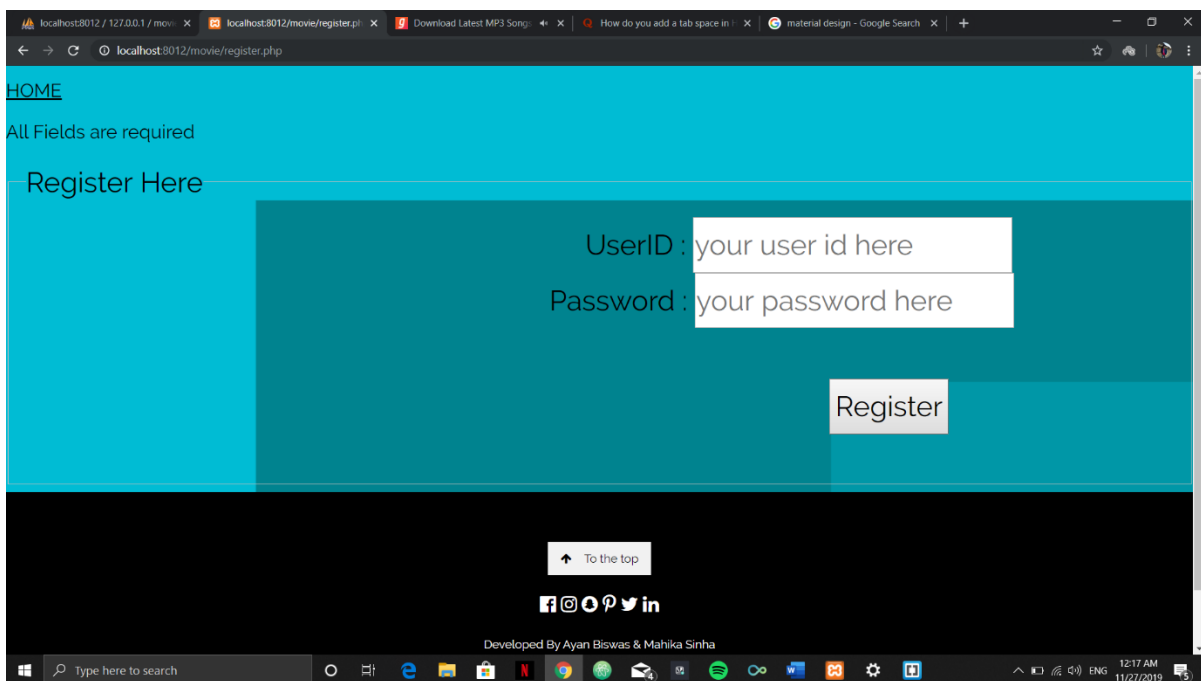 localhost:8012 / 127.0.0.1 / movi
localhost:8012/movie/register.ph
Download Latest MP3 Songs
How do you add a tab space in H
material design - Google Search
localhost:8012/movie/register.php
HOME
All Fields are required
Register Here
UserID : your user id here
Password : your password here
Register
To the top
Developed By Ayan Biswas & Mahika Sinha
Type here to search
ENG
12:17 AM
11/27/2019